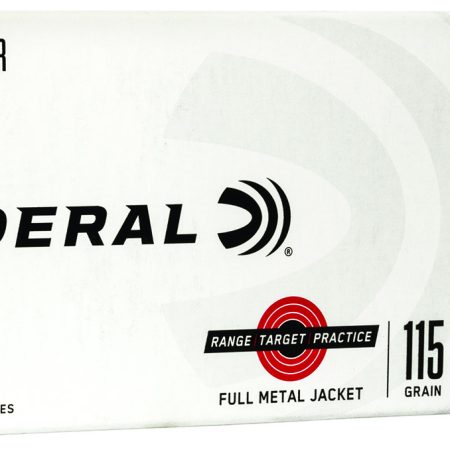 R
DERAL
®
RANGE TARGET PRACTICE
FULL METAL JACKET
115
GRAIN
ES